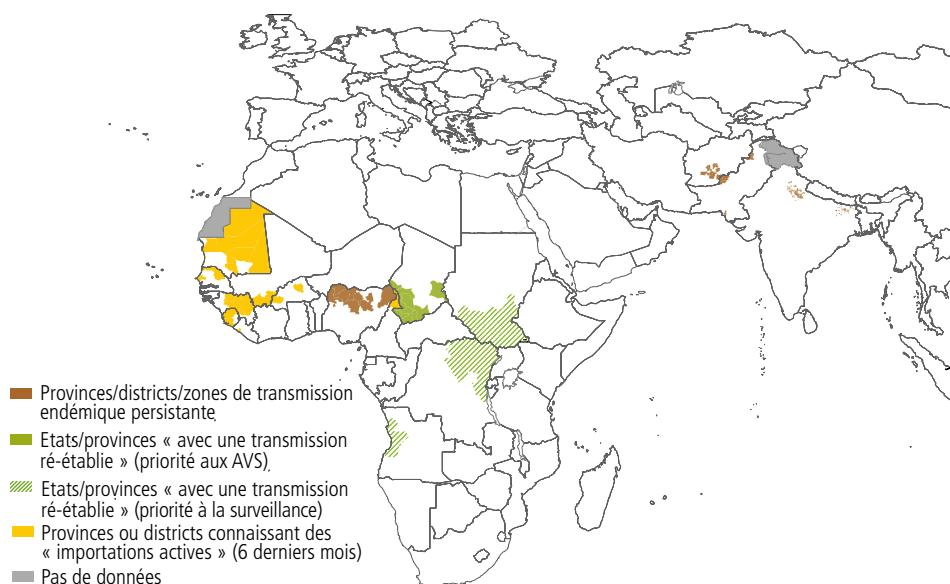 Provinces/districts/zones de transmission
endémique persistante
Etats/provinces « avec une transmission
ré-établie » (priorité aux AVS)
Etats/provinces « avec une transmission
ré-établie » (priorité à la surveillance)
Provinces ou districts connaissant des
« importations actives » (6 derniers mois)
Pas de données